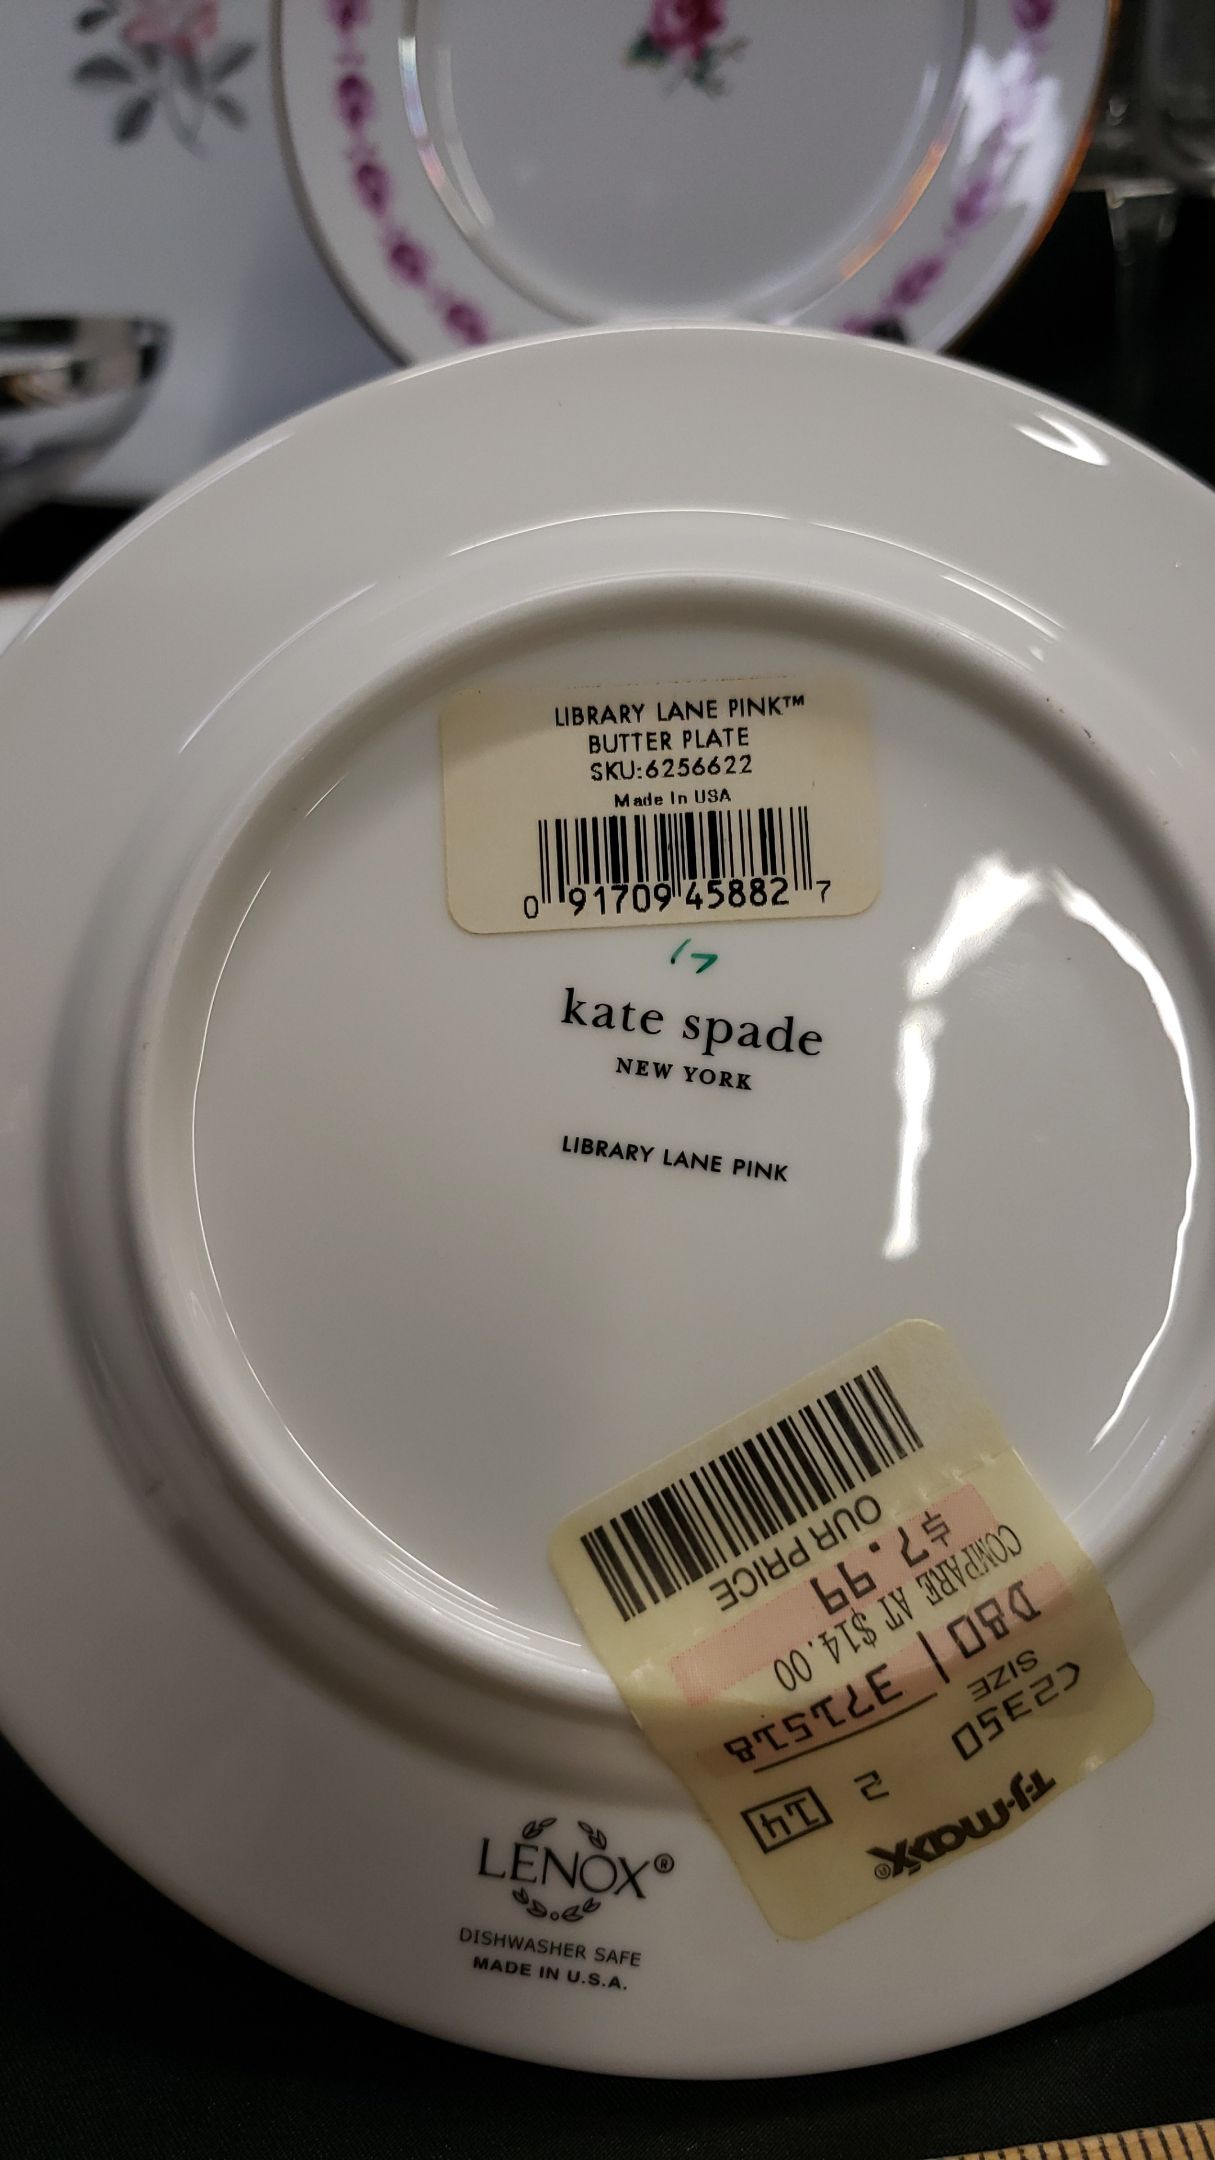 LIBRARY LANE PINK™
BUTTER PLATE
SKU:6256622
Made In USA
0 91709 45882 7
kate spade
NEW YORK
LIBRARY LANE PINK
T·J·maxx®
C2350 2 14
SIZE
D80 | 371518
COMPARE AT $14.00
$7.99
OUR PRICE
LENOX®
DISHWASHER SAFE
MADE IN U.S.A.